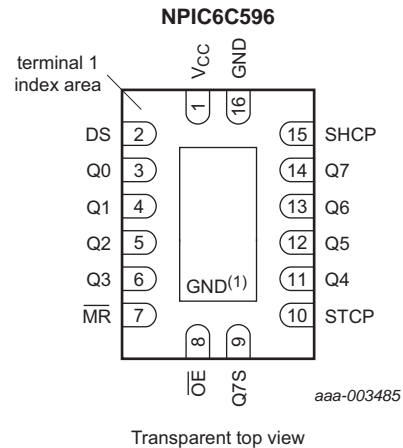 NPIC6C596
terminal 1
index area
VCC
GND
1
16
DS 2
15 SHCP
Q0 3
14 Q7
Q1 4
13 Q6
Q2 5
12 Q5
Q3 6
11 Q4
GND(1)
MR 7
10 STCP
8
9
OE
Q7S
aaa-003485
Transparent top view